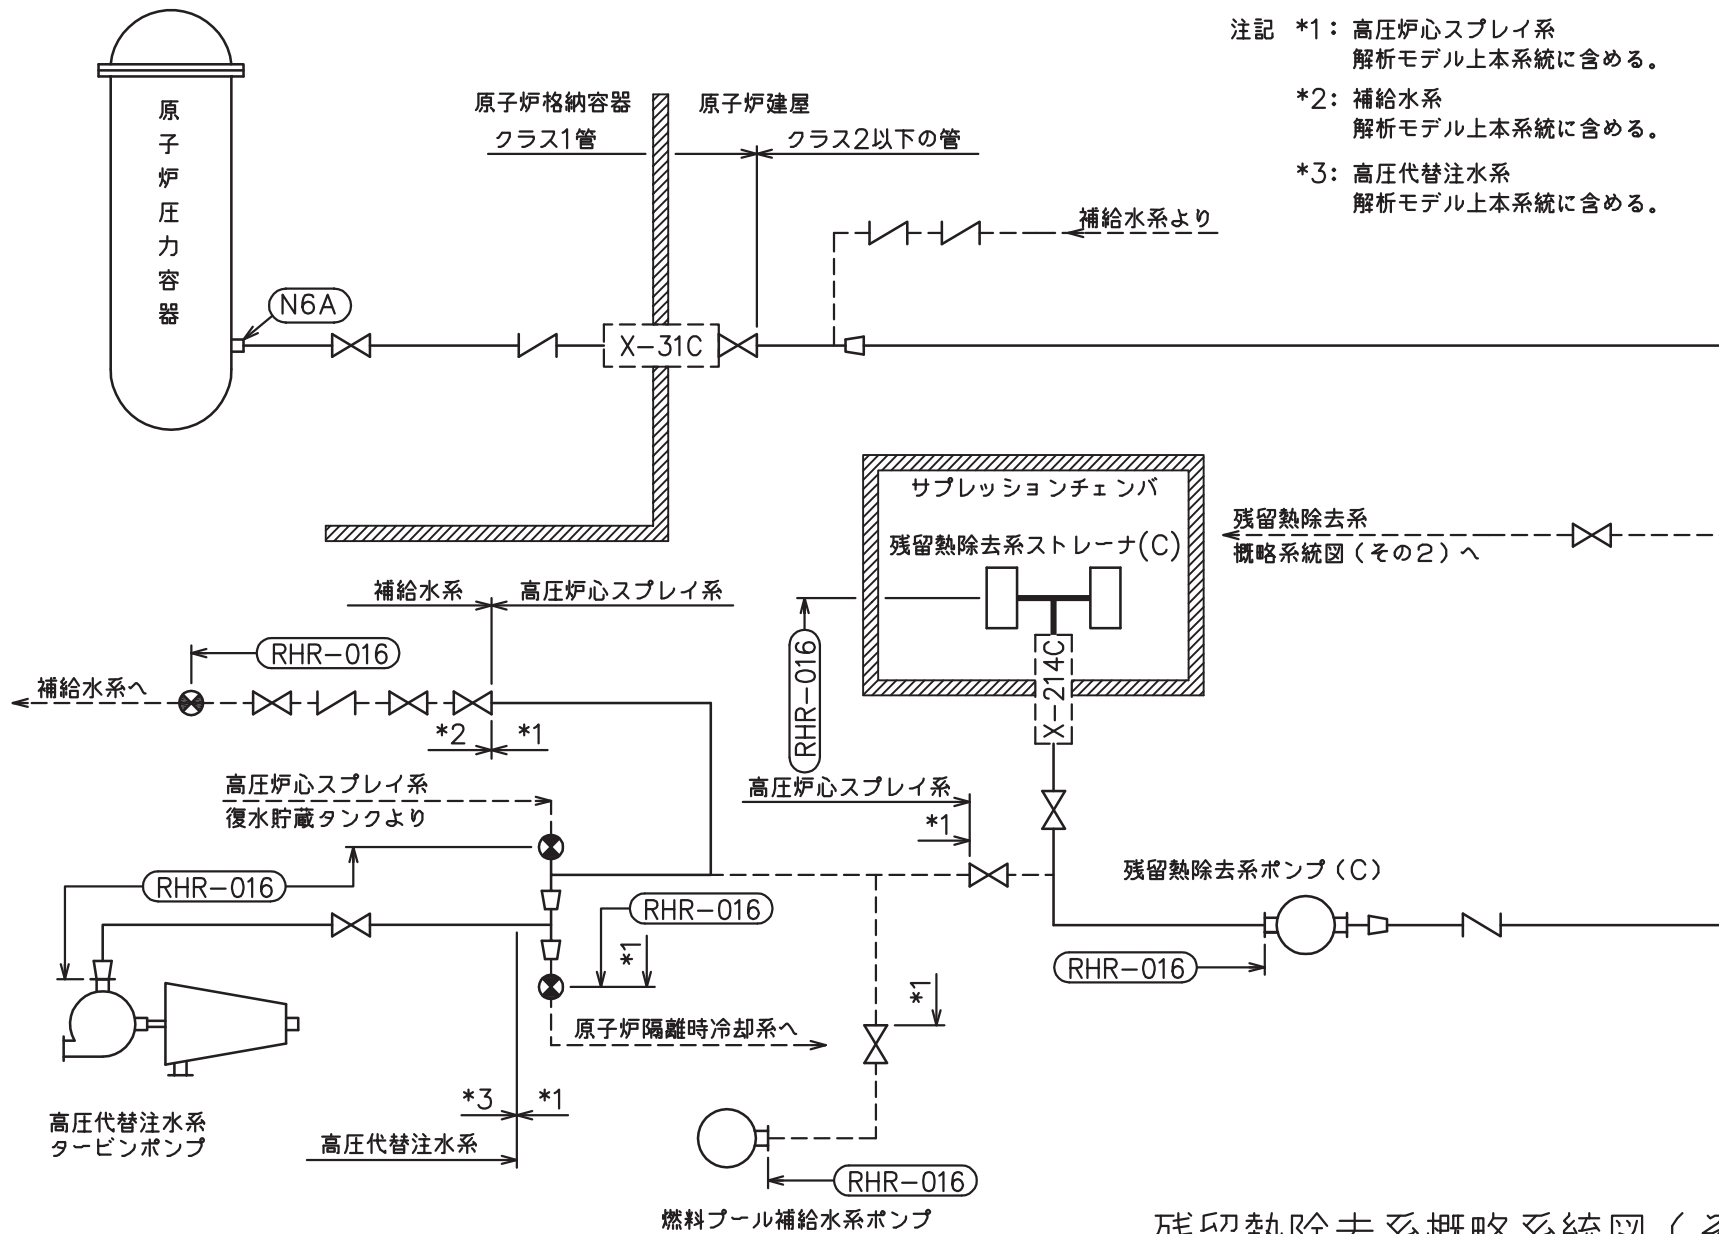 注記 *1: 高圧炉心スプレイ系
解析モデル上本系統に含める。
*2: 補給水系
解析モデル上本系統に含める。
*3: 高圧代替注水系
解析モデル上本系統に含める。
原子炉圧力容器
原子炉格納容器
原子炉建屋
クラス1管
クラス2以下の管
補給水系より
N6A
X-31C
サプレッションチェンバ
残留熱除去系ストレーナ(C)
残留熱除去系
概略系統図(その2)へ
RHR-016
X-214C
補給水系
高圧炉心スプレイ系
RHR-016
補給水系へ
*2
*1
高圧炉心スプレイ系
復水貯蔵タンクより
高圧炉心スプレイ系
*1
RHR-016
RHR-016
*1
残留熱除去系ポンプ(C)
RHR-016
*1
原子炉隔離時冷却系へ
*3
*1
高圧代替注水系
タービンポンプ
高圧代替注水系
RHR-016
燃料プール補給水系ポンプ
残留熱除去系概略系統図(